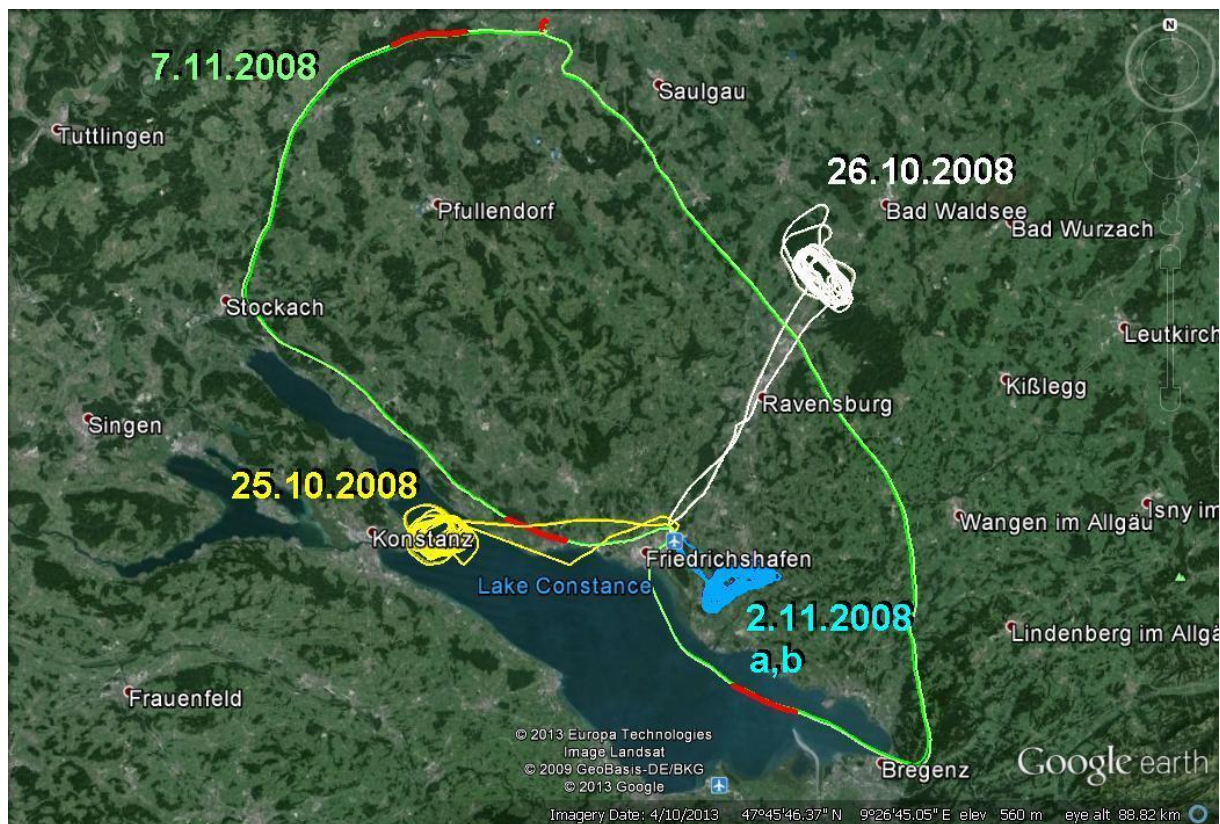 N
7.11.2008
Saulgau
Tuttlingen
26.10.2008
Pfullendorf
Bad Waldsee
Bad Wurzach
Stockach
Leutkirch
Kißlegg
Ravensburg
Singen
25.10.2008
Isny im
Wangen im Allgäu
Konstanz
Friedrichshafen
Lake Constance
2.11.2008
a,b
Lindenberg im Allgä
Frauenfeld
© 2013 Europa Technologies
Image Landsat
© 2009 GeoBasis-DE/BKG
© 2013 Google
Bregenz
Google earth
Imagery Date: 4/10/2013 47°45'46.37" N 9°26'45.05" E elev 560 m eye alt 88.82 km